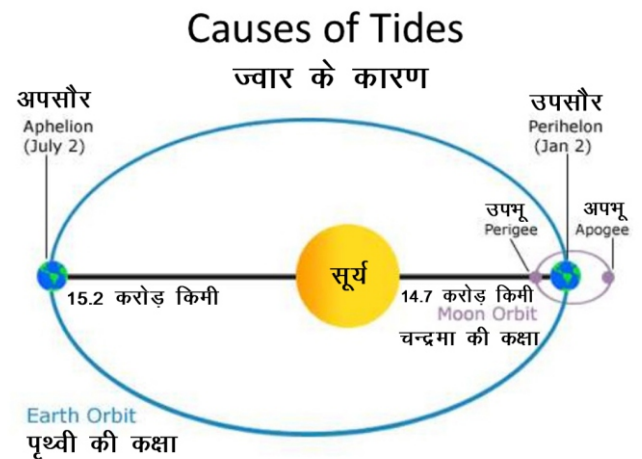 Causes of Tides
ज्वार के कारण
अपसौर
Aphelion
(July 2)
उपसौर
Perihelon
(Jan 2)
उपभू
Perigee
अपभू
Apogee
सूर्य
15.2 करोड़ किमी
14.7 करोड़ किमी
Moon Orbit
चन्द्रमा की कक्षा
Earth Orbit
पृथ्वी की कक्षा